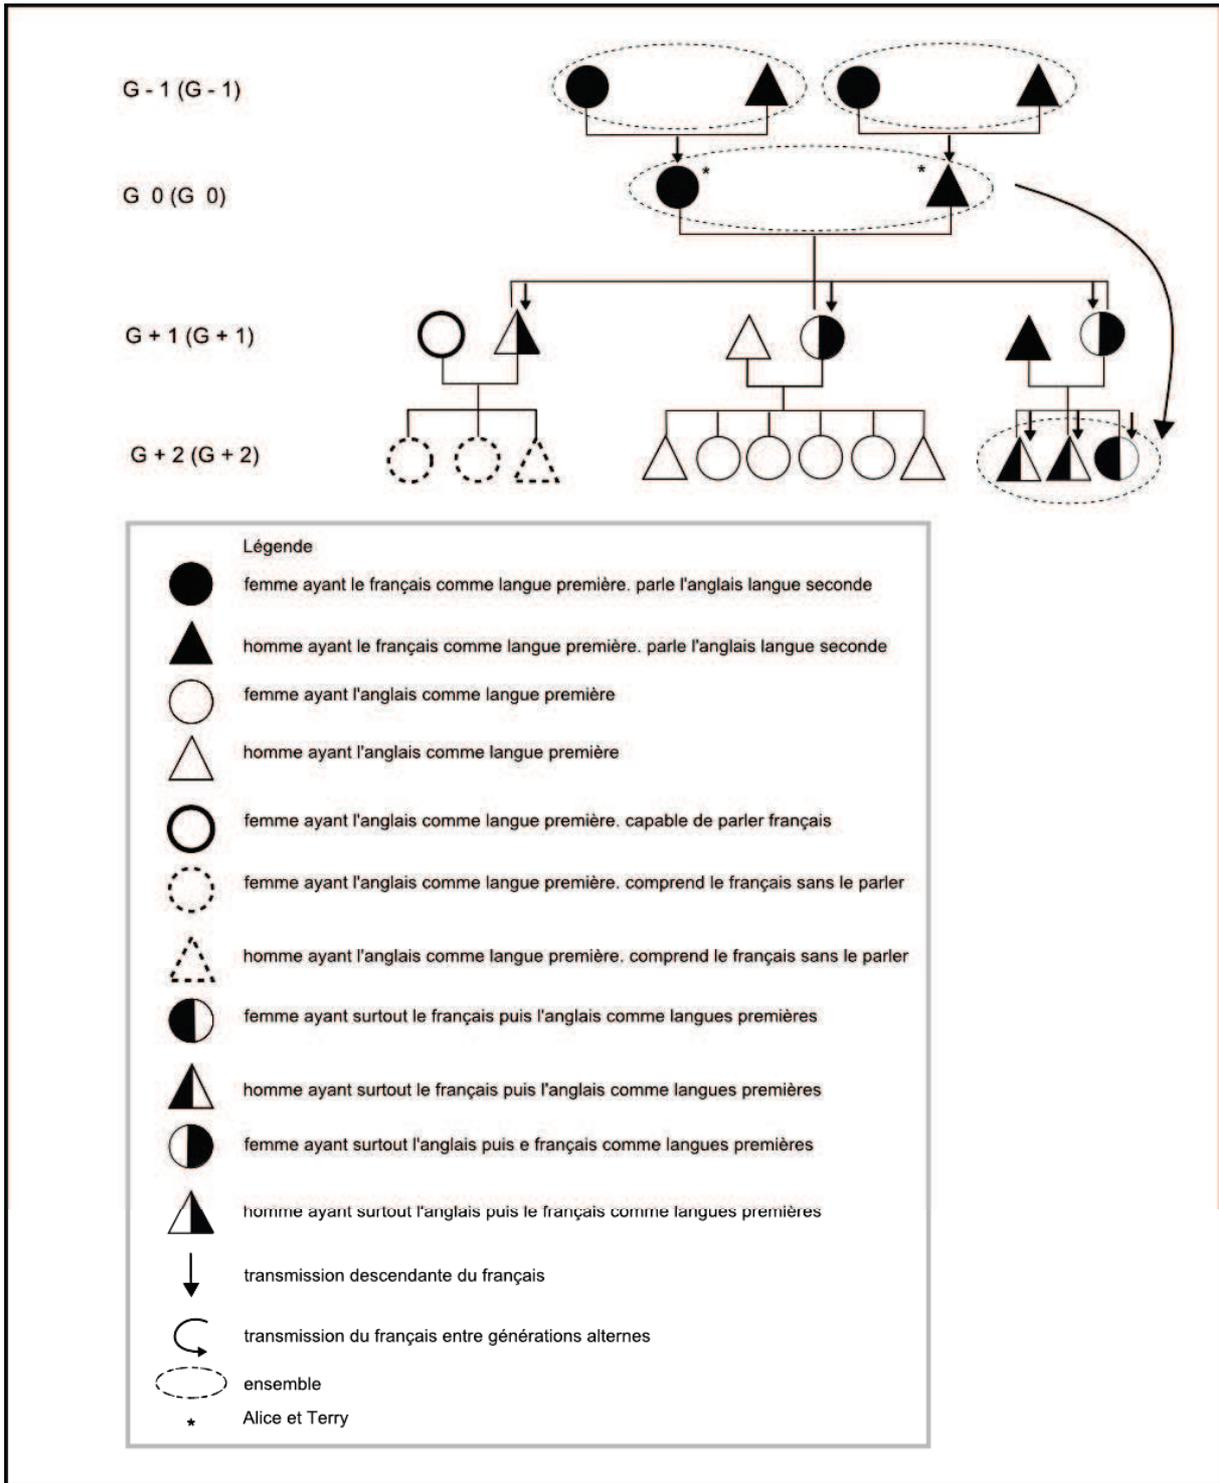 G - 1 (G - 1)
*
*
G 0 (G 0)
G + 1 (G + 1)
G + 2 (G + 2)
Légende
femme ayant le français comme langue première. parle l'anglais langue seconde
homme ayant le français comme langue première. parle l'anglais langue seconde
femme ayant l'anglais comme langue première
homme ayant l'anglais comme langue première
femme ayant l'anglais comme langue première. capable de parler français
femme ayant l'anglais comme langue première. comprend le français sans le parler
homme ayant l'anglais comme langue première. comprend le français sans le parler
femme ayant surtout le français puis l'anglais comme langues premières
homme ayant surtout le français puis l'anglais comme langues premières
femme ayant surtout l'anglais puis e français comme langues premières
homme ayant surtout l'anglais puis le français comme langues premières
transmission descendante du français
transmission du français entre générations alternes
ensemble
* Alice et Terry